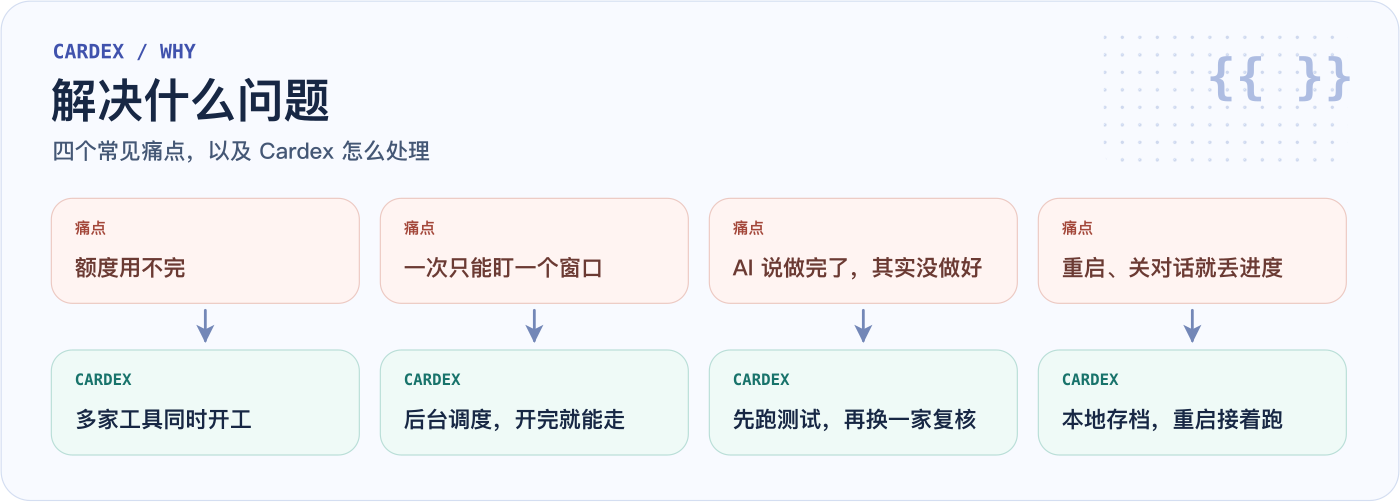 CARDEX / WHY
解决什么问题
四个常见痛点，以及 Cardex 怎么处理
{{ }}
痛点
额度用不完
痛点
一次只能盯一个窗口
痛点
AI 说做完了，其实没做好
痛点
重启、关对话就丢进度
CARDEX
多家工具同时开工
CARDEX
后台调度，开完就能走
CARDEX
先跑测试，再换一家复核
CARDEX
本地存档，重启接着跑